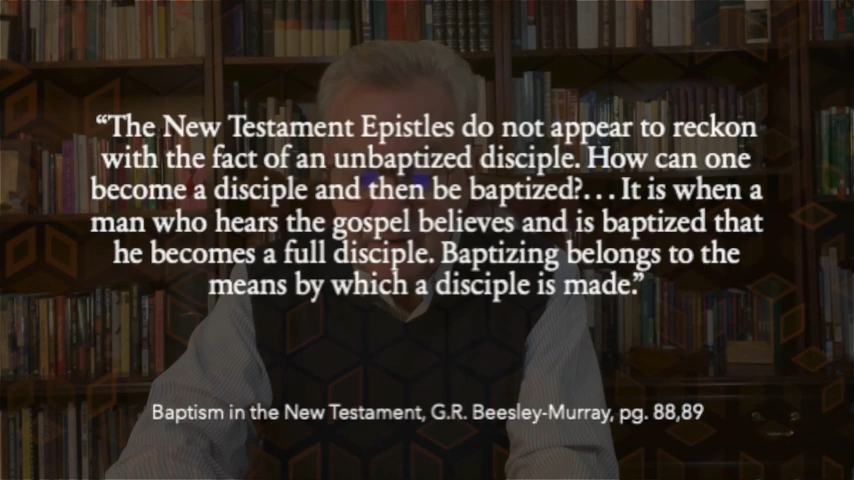 “The New Testament Epistles do not appear to reckon
with the fact of an unbaptized disciple. How can one
become a disciple and then be baptized?… It is when a
man who hears the gospel believes and is baptized that
he becomes a full disciple. Baptizing belongs to the
means by which a disciple is made.”
Baptism in the New Testament, G.R. Beesley-Murray, pg. 88,89